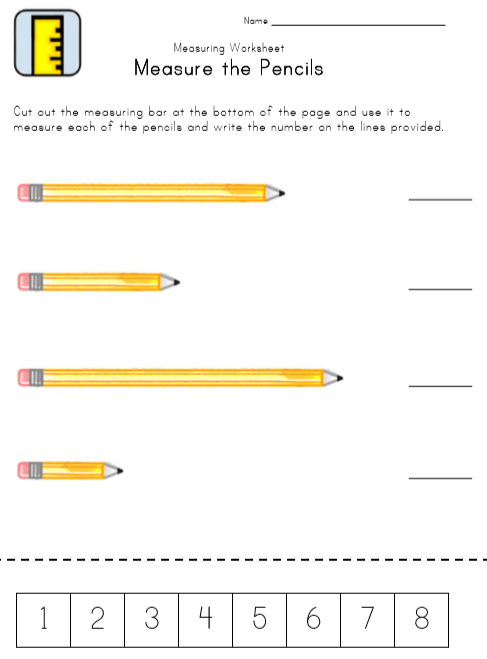 Name
Measuring Worksheet
Measure the Pencils
Cut out the measuring bar at the bottom of the page and use it to
measure each of the pencils and write the number on the lines provided.
1 2 3 4 5 6 7 8